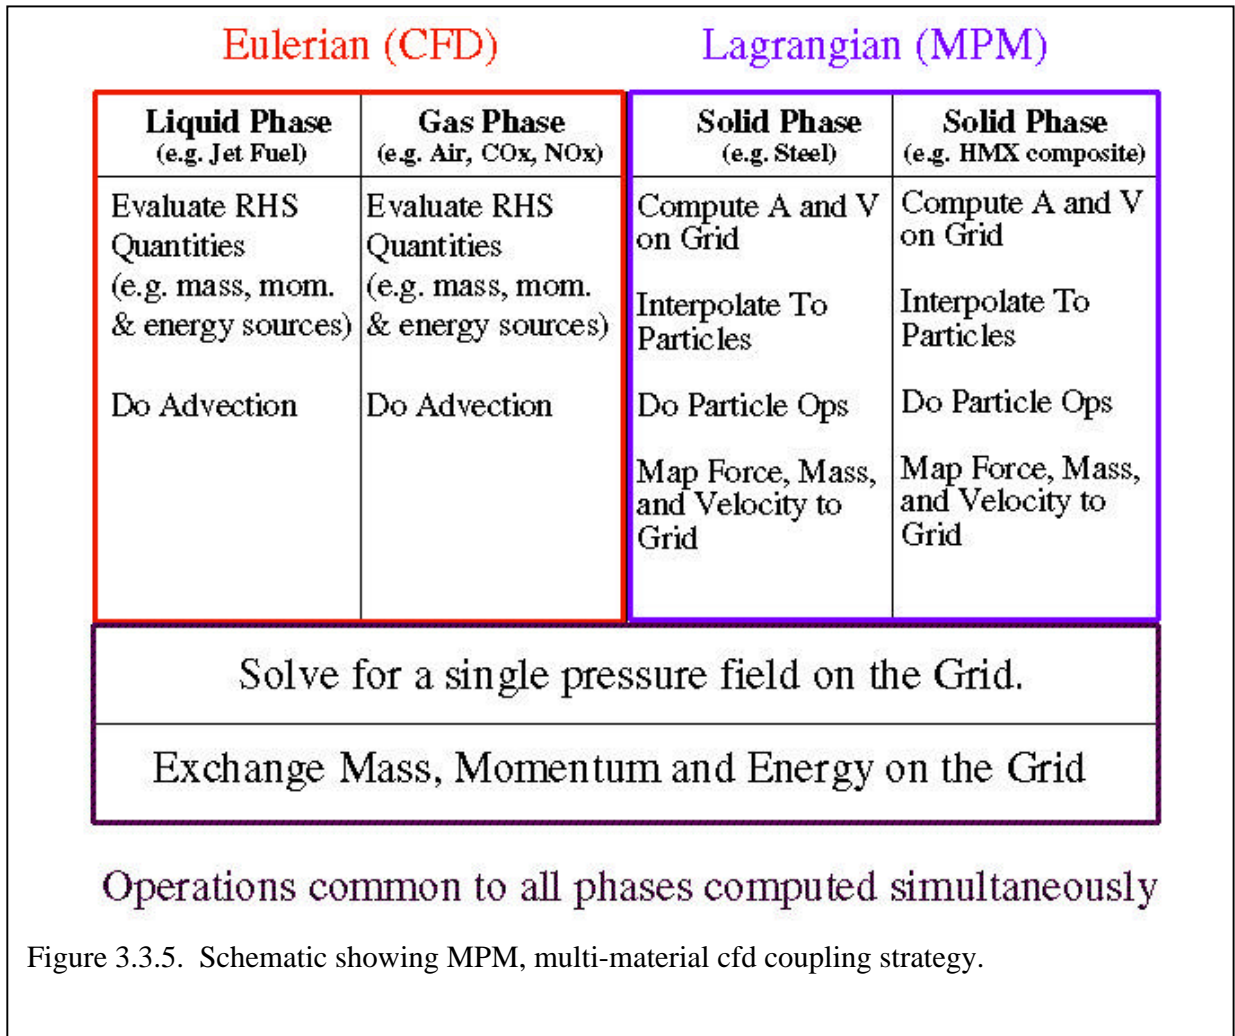 Eulerian (CFD)
Lagrangian (MPM)
Liquid Phase
(e.g. Jet Fuel)
Evaluate RHS
Quantities
(e.g. mass, mom.
& energy sources)
Do Advection
Gas Phase
(e.g. Air, COx, NOx)
Evaluate RHS
Quantities
(e.g. mass, mom.
& energy sources)
Do Advection
Solid Phase
(e.g. Steel)
Compute A and V
on Grid
Interpolate To
Particles
Do Particle Ops
Map Force, Mass,
and Velocity to
Grid
Solid Phase
(e.g. HMX composite)
Compute A and V
on Grid
Interpolate To
Particles
Do Particle Ops
Map Force, Mass,
and Velocity to
Grid
Solve for a single pressure field on the Grid.
Exchange Mass, Momentum and Energy on the Grid
Operations common to all phases computed simultaneously
Figure 3.3.5. Schematic showing MPM, multi-material cfd coupling strategy.